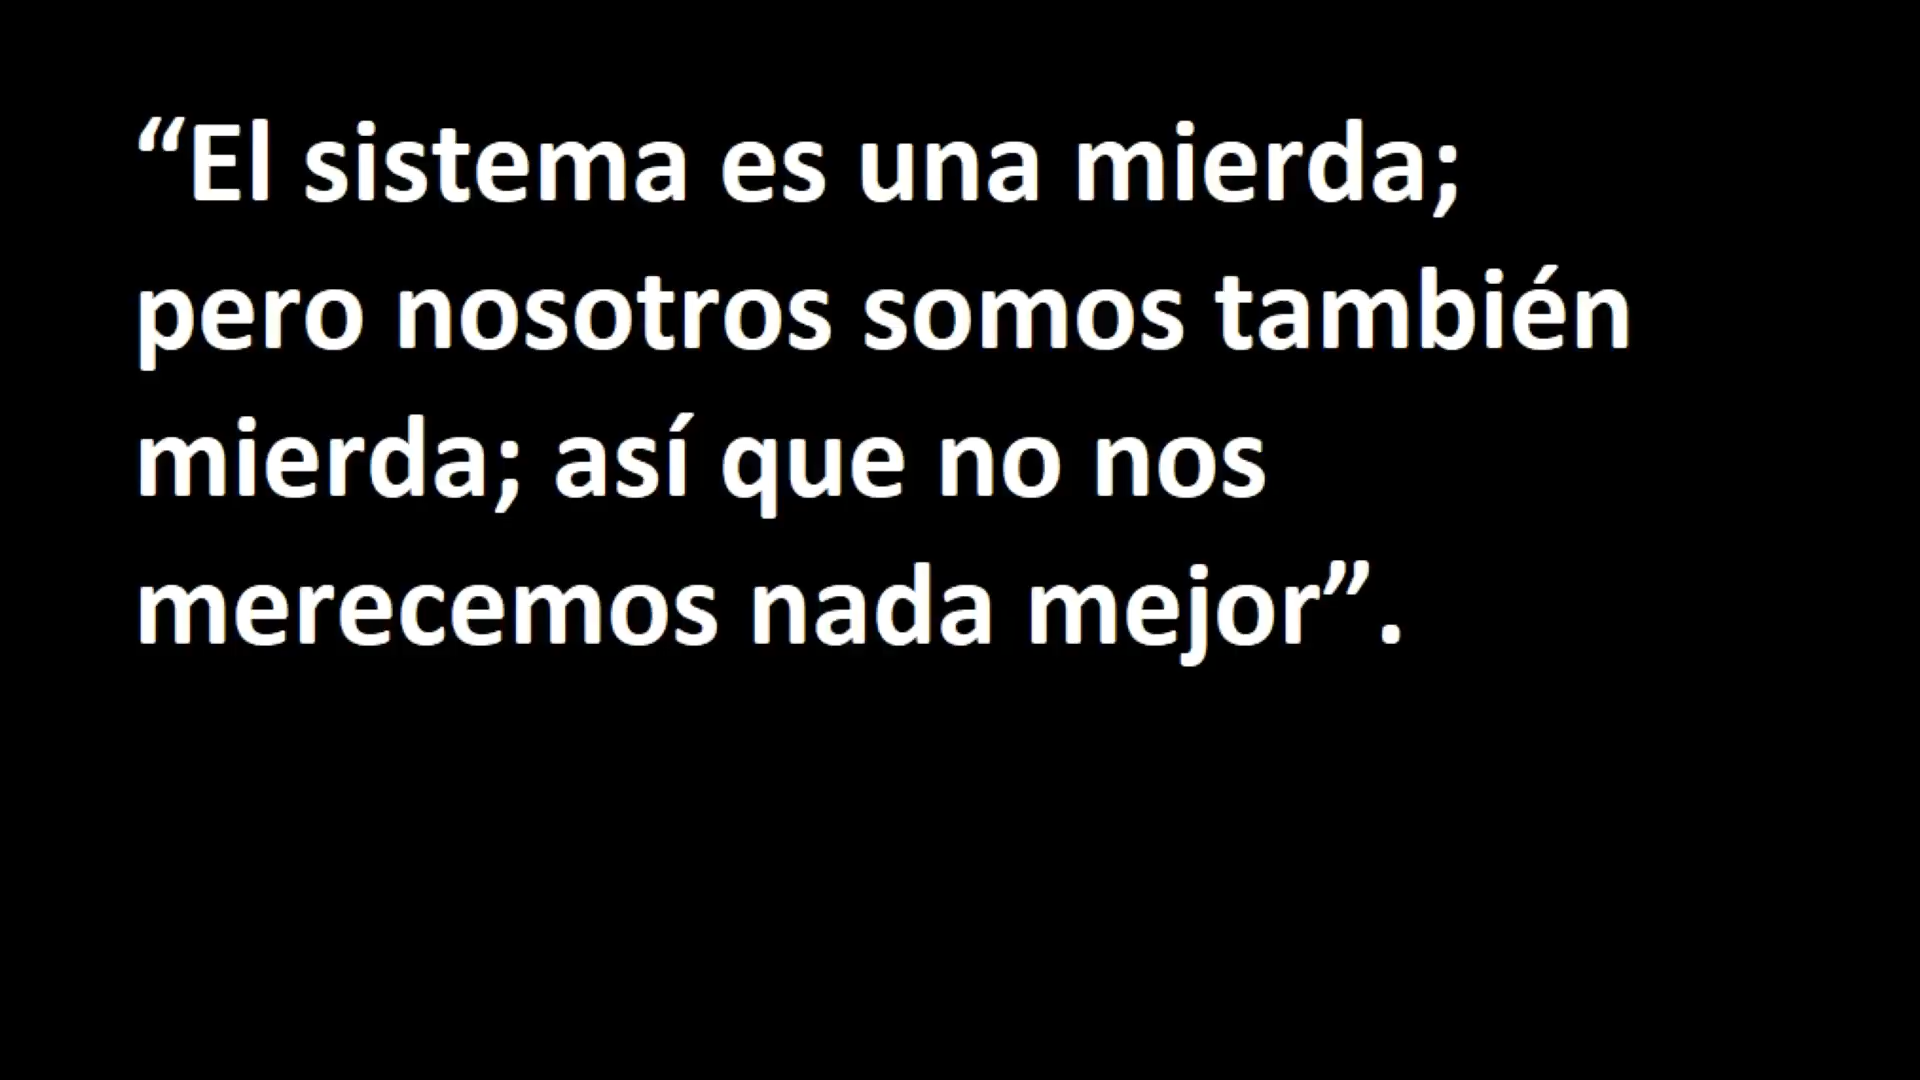 “El sistema es una mierda;
pero nosotros somos también
mierda; así que no nos
merecemos nada mejor”.